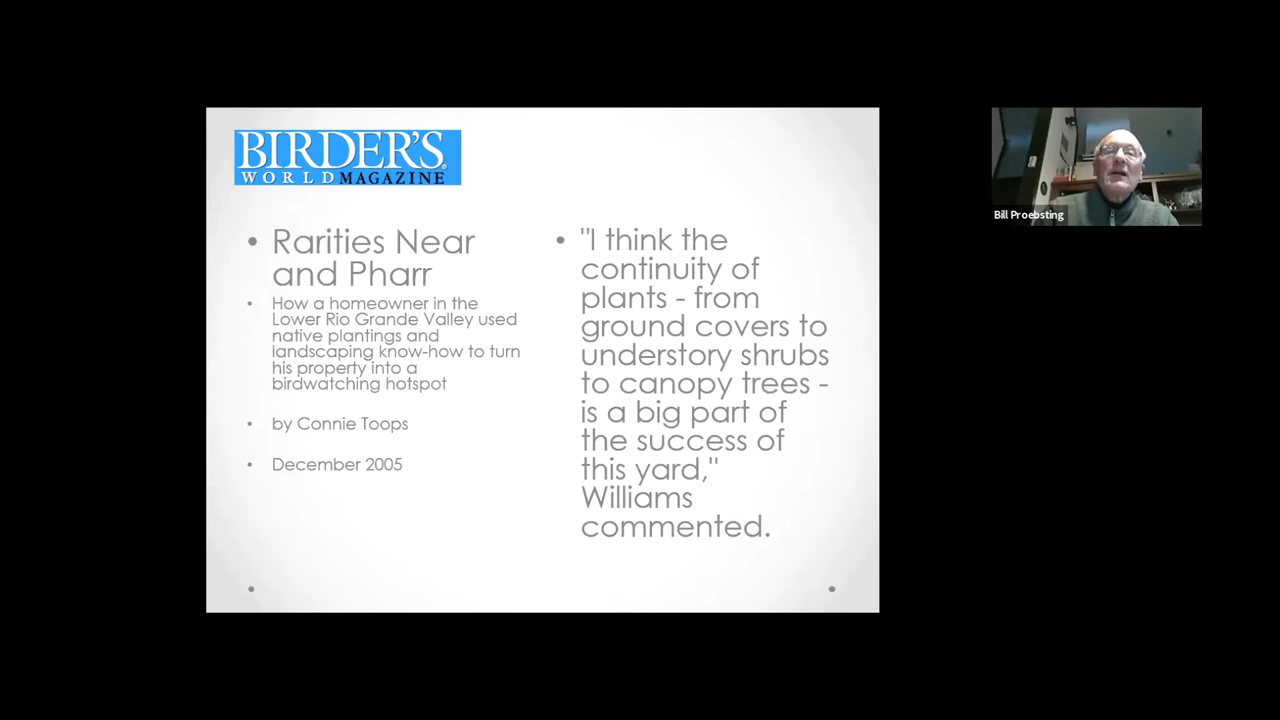 BIRDER'S
WORLD MAGAZINE
• Rarities Near
and Pharr
• How a homeowner in the
Lower Rio Grande Valley used
native plantings and
landscaping know-how to turn
his property into a
birdwatching hotspot
• by Connie Toops
• December 2005
• "I think the
continuity of
plants - from
ground covers to
understory shrubs
to canopy trees -
is a big part of
the success of
this yard,"
Williams
commented.
Bill Proebsting